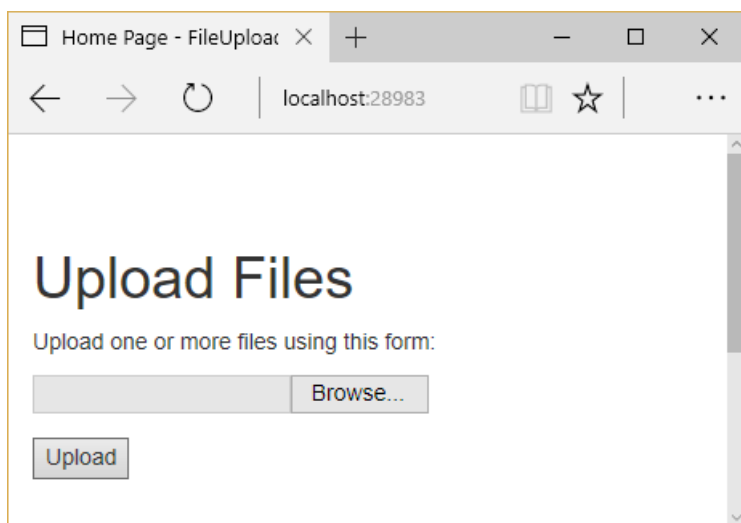 Home Page - FileUploac
localhost:28983
Upload Files
Upload one or more files using this form:
Browse...
Upload